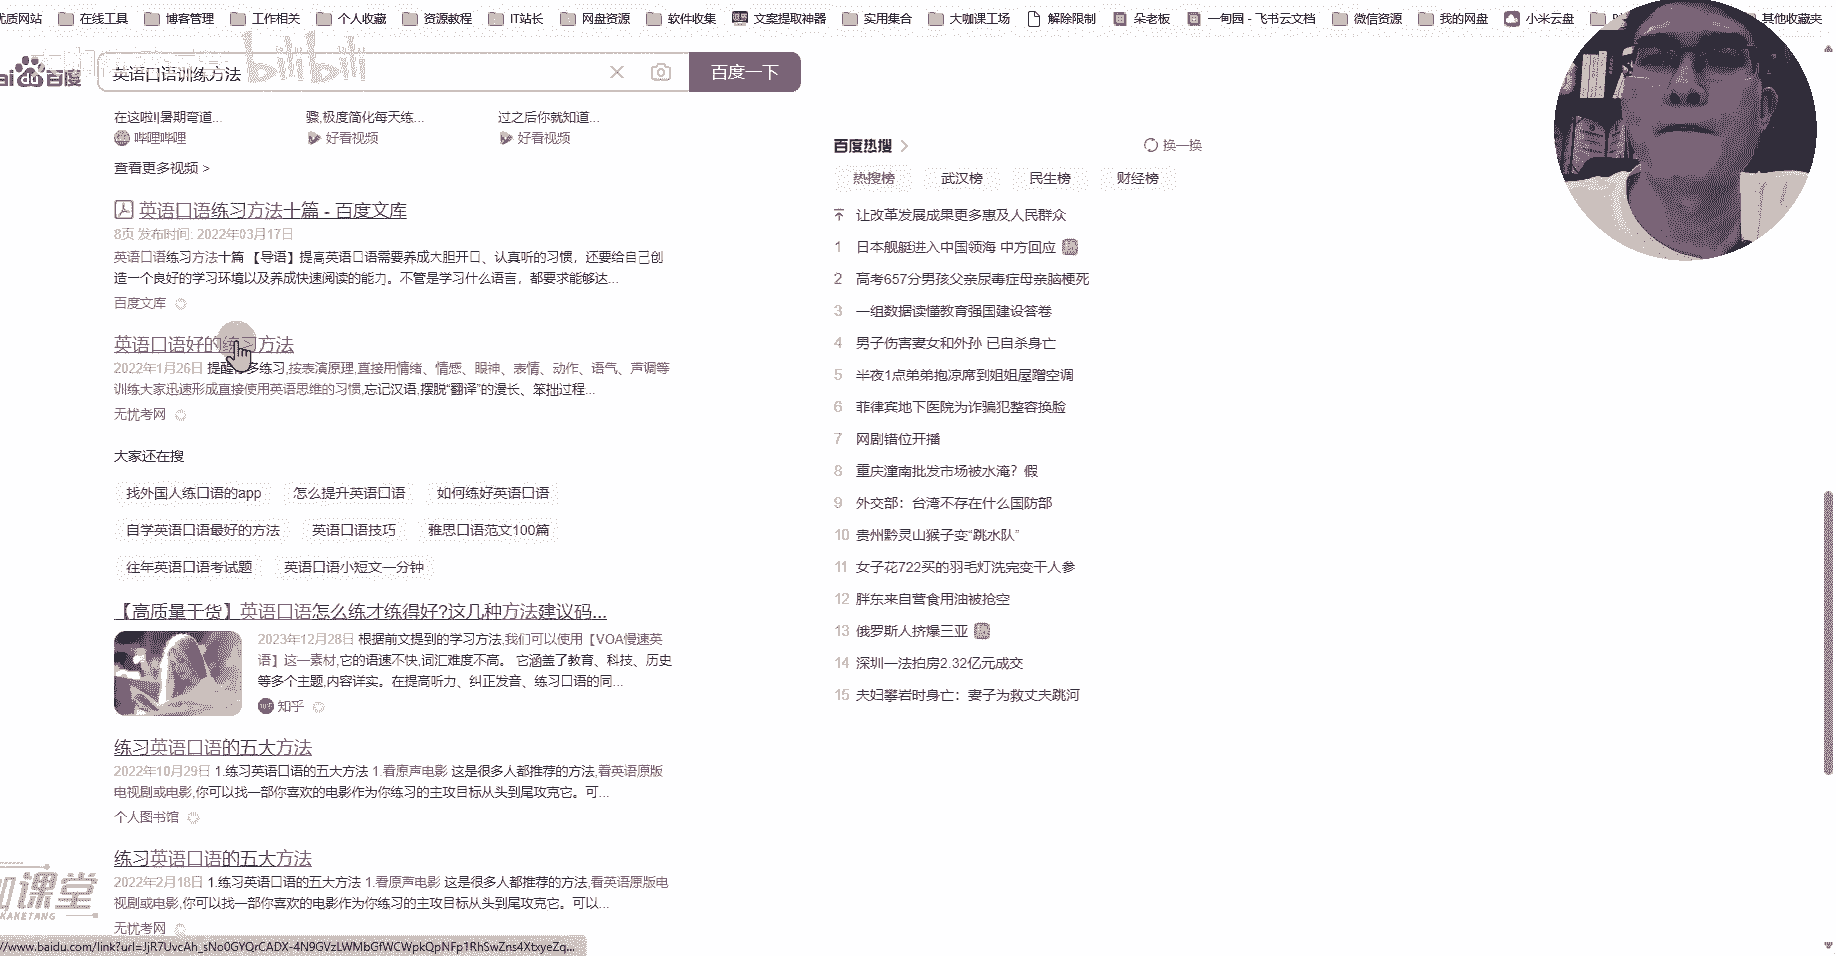 优质网站 在线工具 博客管理 工作相关 个人收藏 资源教程 IT站长 网盘资源 软件收集 文案提取神器 实用集合 大咖课工场 解除限制 朵老板 一甸园 - 飞书云文档 微信资源 我的网盘 小米云盘 其他收藏夹
bilibili
Bai du 百度 英语口语训练方法 百度一下
在这啦!|暑期弯道... 骤,极度简化每天练... 过之后你就知道...
哔哩哔哩 好看视频 好看视频
查看更多视频 >
英语口语练习方法十篇 - 百度文库
8页 发布时间: 2022年03月17日
英语口语练习方法十篇 【导语】提高英语口语需要养成大胆开口、认真听的习惯，还要给自己创
造一个良好的学习环境以及养成快速阅读的能力。不管是学习什么语言，都要求能够达...
百度文库
英语口语好的练习方法
2022年1月26日 提醒 多练习,按表演原理,直接用情绪、情感、眼神、表情、动作、语气、声调等
训练大家迅速形成直接使用英语思维的习惯,忘记汉语,摆脱“翻译”的漫长、笨拙过程...
无忧考网
大家还在搜
找外国人练口语的app 怎么提升英语口语 如何练好英语口语
自学英语口语最好的方法 英语口语技巧 雅思口语范文100篇
往年英语口语考试题 英语口语小短文一分钟
【高质量干货】英语口语怎么练才练得好?这几种方法建议码...
2023年12月28日 根据前文提到的学习方法,我们可以使用【VOA慢速英
语】这一素材,它的语速不快,词汇难度不高。 它涵盖了教育、科技、历史
等多个主题,内容详实。在提高听力、纠正发音、练习口语的同...
知乎
练习英语口语的五大方法
2022年10月29日 1.练习英语口语的五大方法 1.看原声电影 这是很多人都推荐的方法,看英语原版
电视剧或电影,你可以找一部你喜欢的电影作为你练习的主攻目标从头到尾攻克它。可...
个人图书馆
练习英语口语的五大方法
2022年2月18日 1.练习英语口语的五大方法 1.看原声电影 这是很多人都推荐的方法,看英语原版电
视剧或电影,你可以找一部你喜欢的电影作为你练习的主攻目标从头到尾攻克它。可以...
无忧考网
百度热搜 换一换
热搜榜 武汉榜 民生榜 财经榜
让改革发展成果更多惠及人民群众
1 日本舰艇进入中国领海 中方回应 热
2 高考657分男孩父亲尿毒症母亲脑梗死
3 一组数据读懂教育强国建设答卷
4 男子伤害妻女和外孙 已自杀身亡
5 半夜1点弟弟抱凉席到姐姐屋蹭空调
6 菲律宾地下医院为诈骗犯整容换脸
7 网剧错位开播
8 重庆潼南批发市场被水淹？假
9 外交部：台湾不存在什么国防部
10 贵州黔灵山猴子变“跳水队”
11 女子花722买的羽毛灯洗完变干人参
12 胖东来自营食用油被抢空
13 俄罗斯人挤爆三亚 热
14 深圳一法拍房2.32亿元成交
15 夫妇攀岩时身亡：妻子为救丈夫跳河
课堂
KAKETANG
//www.baidu.com/link?url=JjR7UvcAh_sNo0GYQrCADX-4N9GVzLWMbGfWCWpkQpNFp1RhSwZns4XtxyeZq...